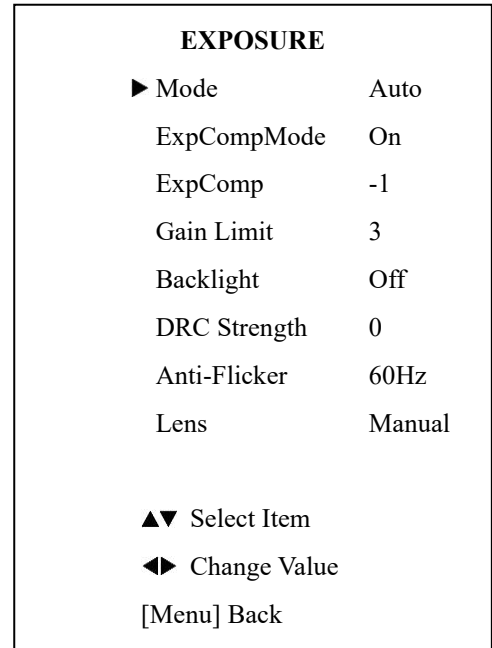 EXPOSURE
▶ Mode Auto
ExpCompMode On
ExpComp -1
Gain Limit 3
Backlight Off
DRC Strength 0
Anti-Flicker 60Hz
Lens Manual
▲▼ Select Item
◀▶ Change Value
[Menu] Back